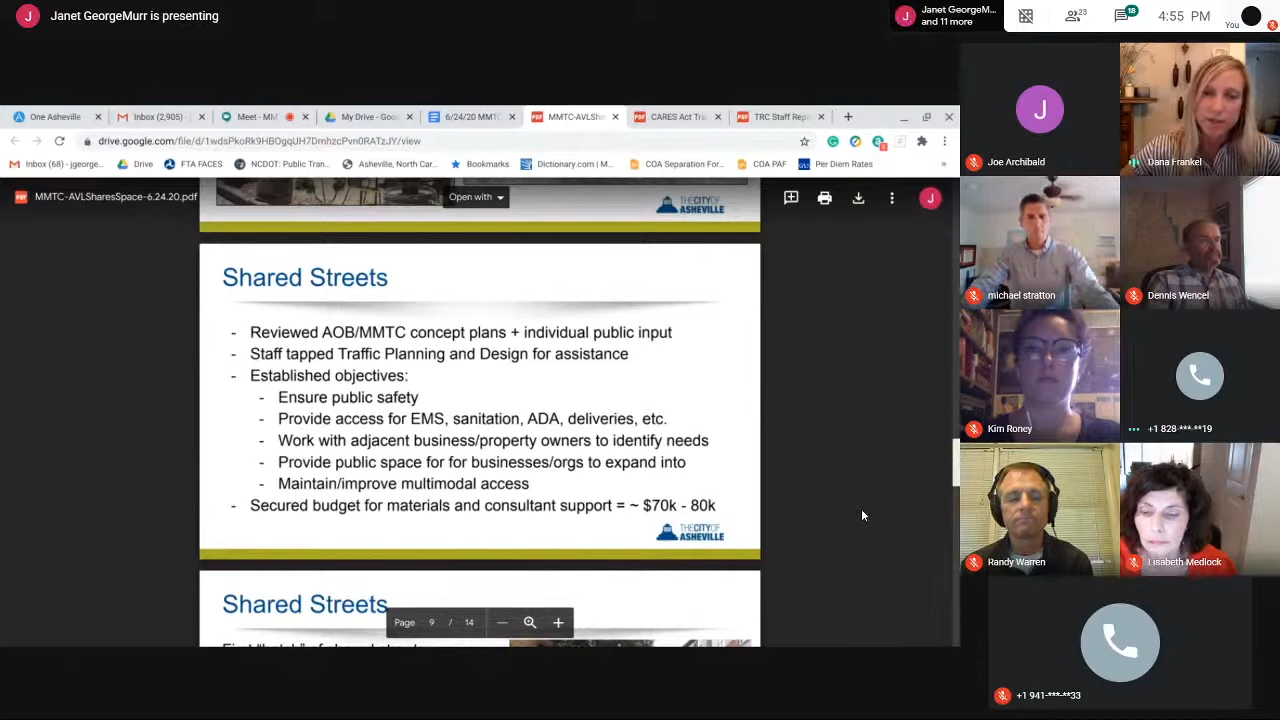 J
Janet GeorgeMurr is presenting
J
Janet GeorgeM...
and 11 more
23
18
4:55 PM
You
One Asheville
Inbox (2,905)
Meet - MM
My Drive - Goo
6/24/20 MMTC
MMTC-AVLSha
CARES Act Tra
TRC Staff Rep
drive.google.com/file/d/1wdsPkoRk9HBOgqUH7DmhzcPvn0RATzJY/view
Inbox (68) - jgeorge...
Drive
FTA FACES
NCDOT: Public Tran...
Asheville, North Car...
Bookmarks
Dictionary.com | M...
COA Separation For...
COA PAF
Per Diem Rates
MMTC-AVLSharesSpace-6.24.20.pdf
Open with
J
THE CITY OF
ASHEVILLE
Shared Streets
- Reviewed AOB/MMTC concept plans + individual public input
- Staff tapped Traffic Planning and Design for assistance
- Established objectives:
- Ensure public safety
- Provide access for EMS, sanitation, ADA, deliveries, etc.
- Work with adjacent business/property owners to identify needs
- Provide public space for for businesses/orgs to expand into
- Maintain/improve multimodal access
- Secured budget for materials and consultant support = ~ $70k - 80k
THE CITY OF
ASHEVILLE
Shared Streets
Page 9 / 14
J
Joe Archibald
Dana Frankel
michael stratton
Dennis Wencel
Kim Roney
+1 828-***-**19
Randy Warren
Lisabeth Medlock
+1 941-***-**33